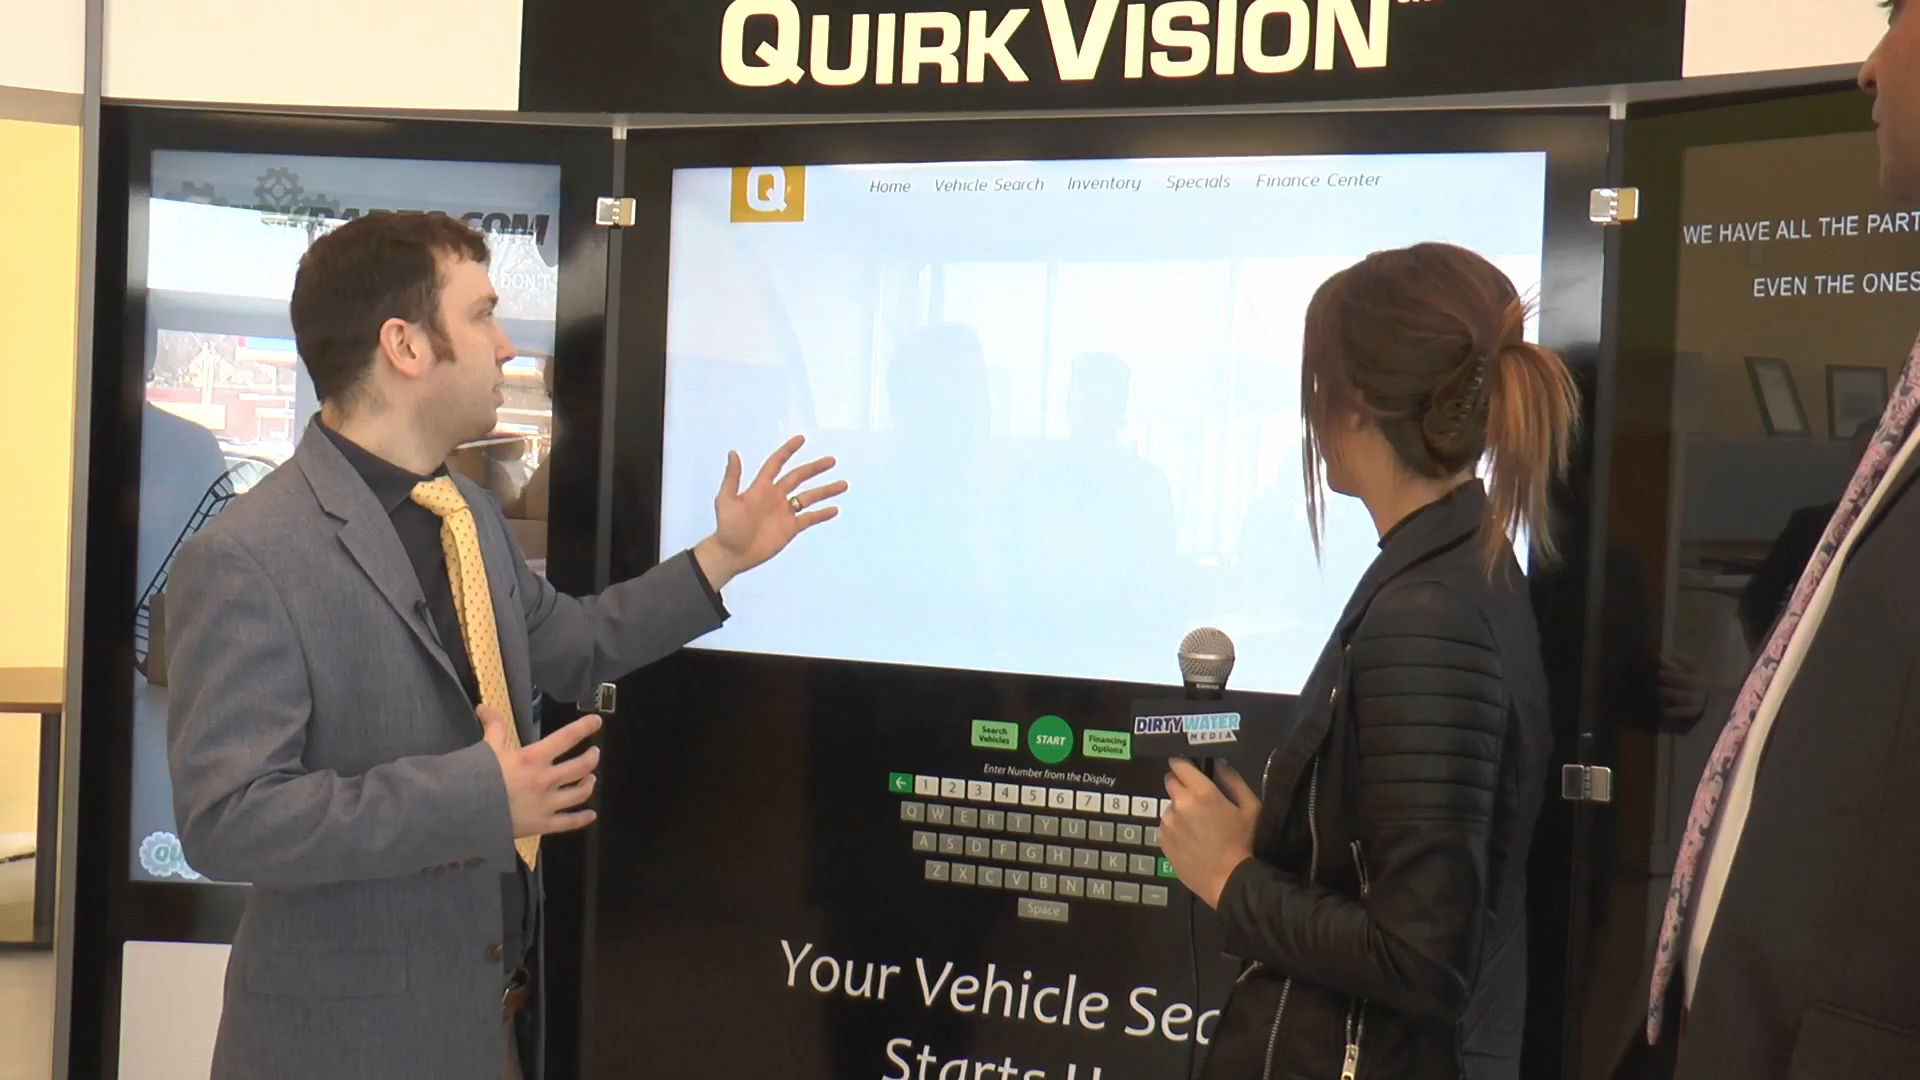 QUIRKVISION
Q
Home Vehicle Search Inventory Specials Finance Center
DON'T
WE HAVE ALL THE PART
EVEN THE ONES
Search Vehicles
START
Financing Options
DIRTY WATER
MEDIA
Enter Number from the Display
1 2 3 4 5 6 7 8 9
Q W E R T Y U I O
A S D F G H J K L
Z X C V B N M
Space
Your Vehicle
Starts